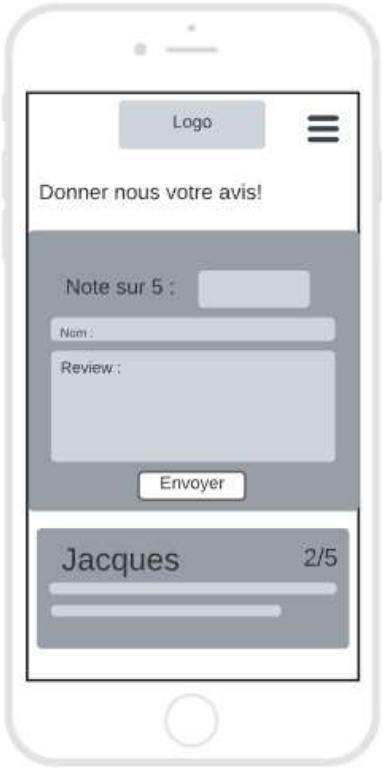 Logo
Donner nous votre avis!
Note sur 5 :
Nom :
Review :
Envoyer
Jacques 2/5